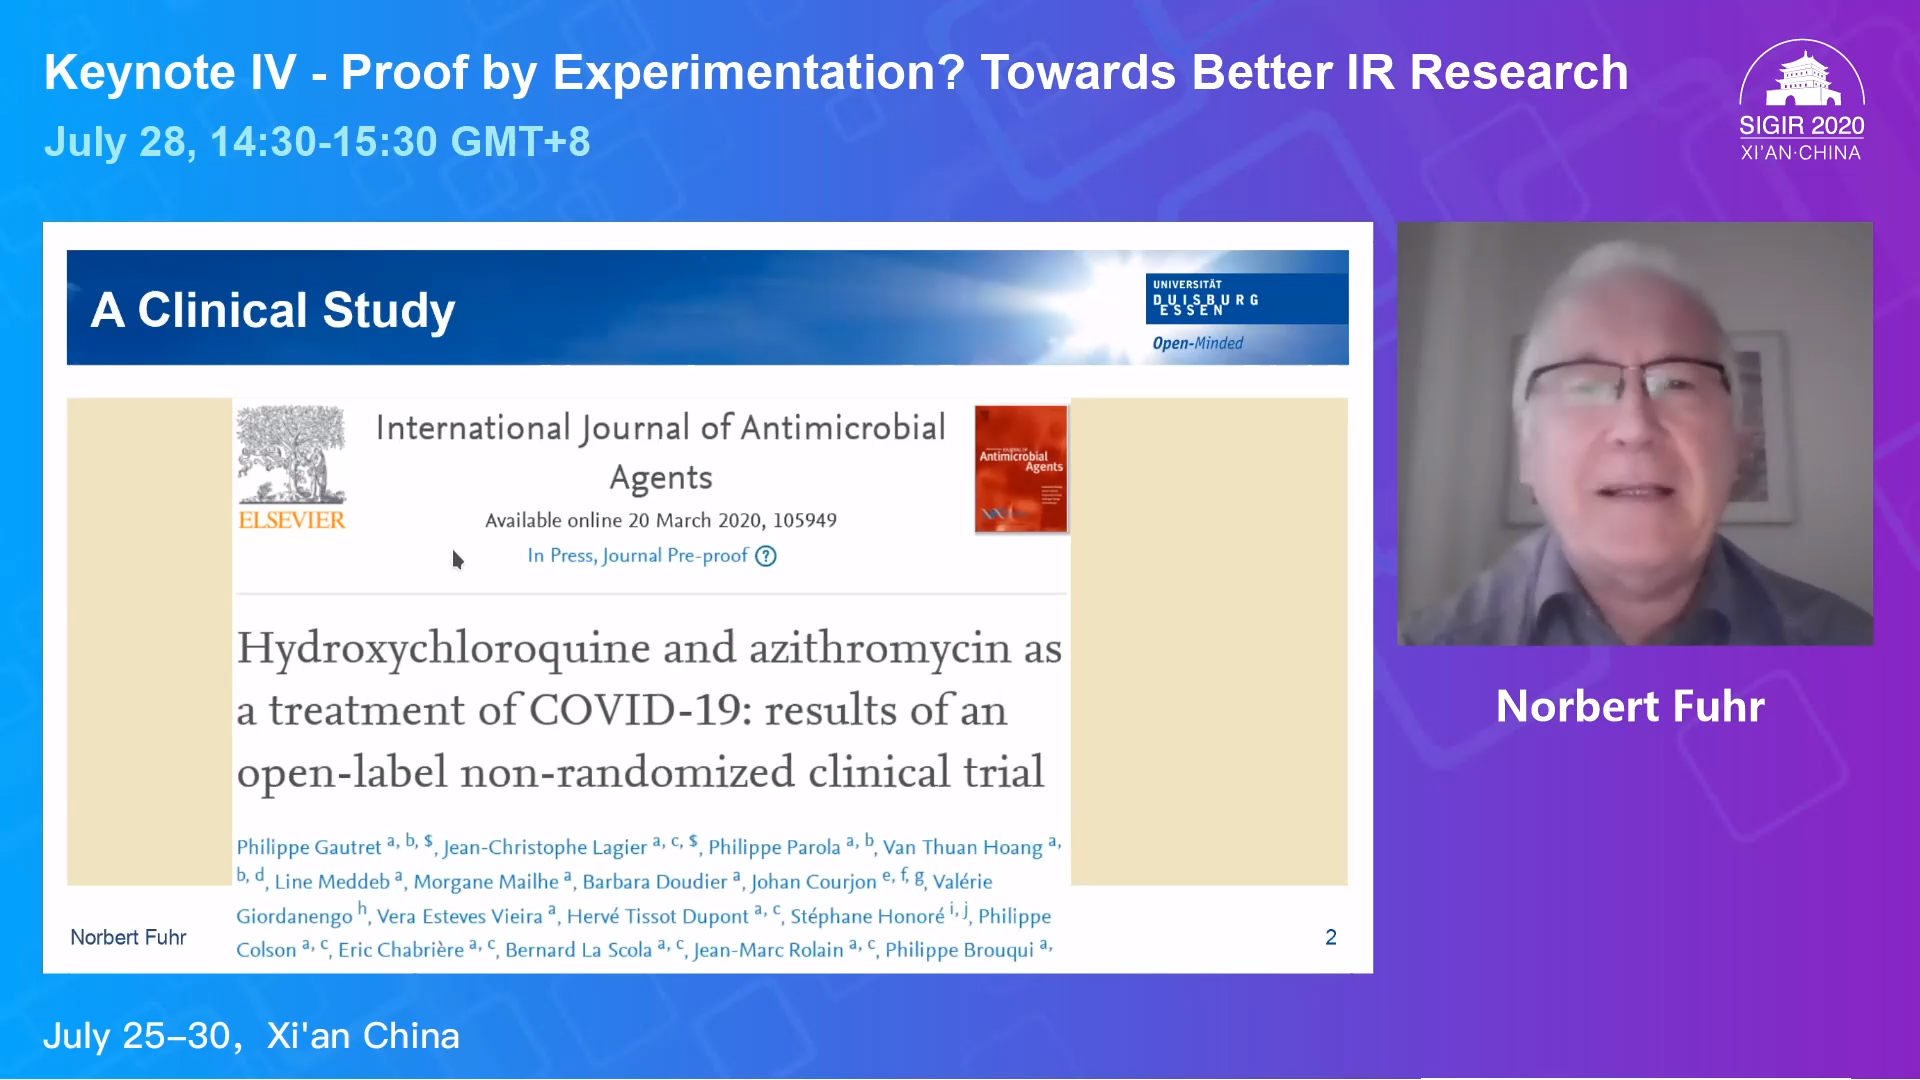 Keynote IV - Proof by Experimentation? Towards Better IR Research
July 28, 14:30-15:30 GMT+8
SIGIR 2020
XI'AN·CHINA
A Clinical Study
UNIVERSITÄT
DUISBURG
ESSEN
Open-Minded
International Journal of Antimicrobial
Agents
Available online 20 March 2020, 105949
In Press, Journal Pre-proof ?
ELSEVIER
Antimicrobial
Agents
Hydroxychloroquine and azithromycin as
a treatment of COVID-19: results of an
open-label non-randomized clinical trial
Philippe Gautret a, b, $, Jean-Christophe Lagier a, c, $, Philippe Parola a, b, Van Thuan Hoang a,
b, d, Line Meddeb a, Morgane Mailhe a, Barbara Doudier a, Johan Courjon e, f, g, Valérie
Giordanengo h, Vera Esteves Vieira a, Hervé Tissot Dupont a, c, Stéphane Honoré i, j, Philippe
Colson a, c, Eric Chabrière a, c, Bernard La Scola a, c, Jean-Marc Rolain a, c, Philippe Brouqui a,
Norbert Fuhr
2
Norbert Fuhr
July 25–30, Xi'an China